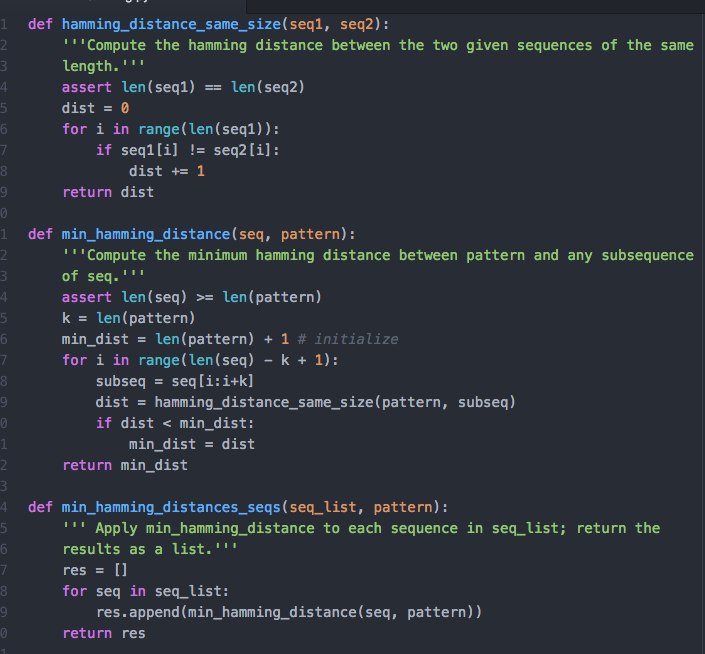 1 def hamming_distance_same_size(seq1, seq2):
2     '''Compute the hamming distance between the two given sequences of the same
3     length.'''
4     assert len(seq1) == len(seq2)
5     dist = 0
6     for i in range(len(seq1)):
7         if seq1[i] != seq2[i]:
8             dist += 1
9     return dist
0
1 def min_hamming_distance(seq, pattern):
2     '''Compute the minimum hamming distance between pattern and any subsequence
3     of seq.'''
4     assert len(seq) >= len(pattern)
5     k = len(pattern)
6     min_dist = len(pattern) + 1 # initialize
7     for i in range(len(seq) - k + 1):
8         subseq = seq[i:i+k]
9         dist = hamming_distance_same_size(pattern, subseq)
0         if dist < min_dist:
1             min_dist = dist
2     return min_dist
3
4 def min_hamming_distances_seqs(seq_list, pattern):
5     ''' Apply min_hamming_distance to each sequence in seq_list; return the
6     results as a list.'''
7     res = []
8     for seq in seq_list:
9         res.append(min_hamming_distance(seq, pattern))
0     return res
1